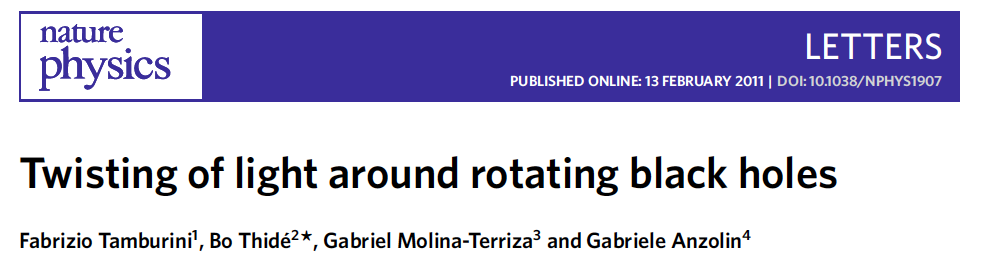 nature
physics
LETTERS
PUBLISHED ONLINE: 13 FEBRUARY 2011 | DOI: 10.1038/NPHYS1907
Twisting of light around rotating black holes
Fabrizio Tamburini¹, Bo Thidé²★, Gabriel Molina-Terriza³ and Gabriele Anzolin⁴